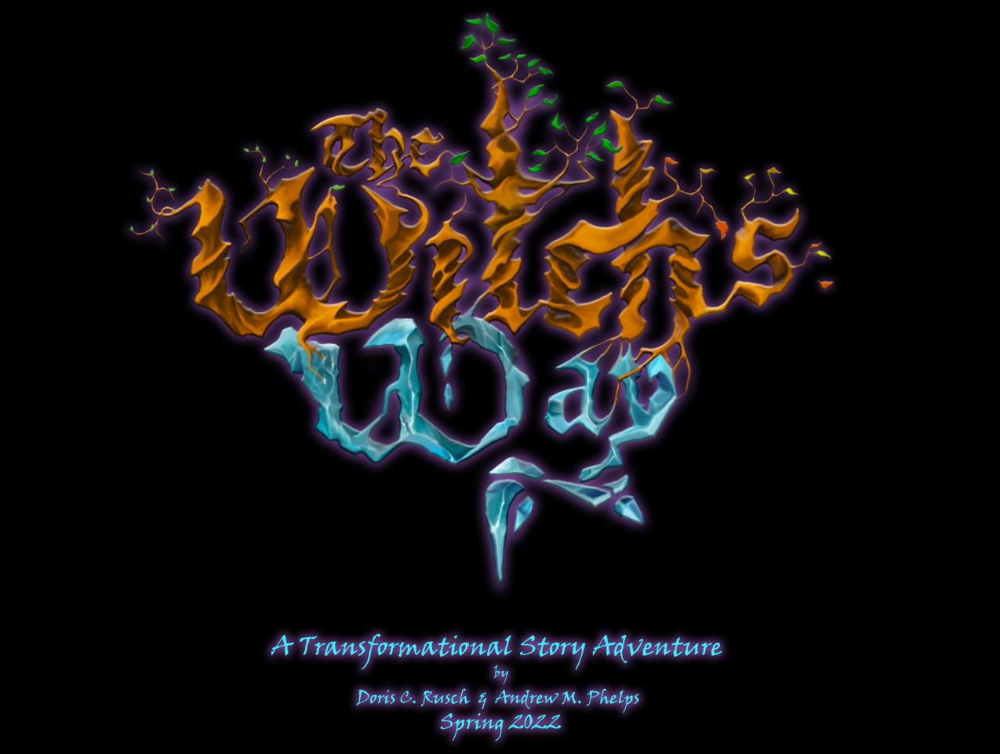 The
Witch's
Way
A Transformational Story Adventure
by
Doris C. Rusch & Andrew M. Phelps
Spring 2022